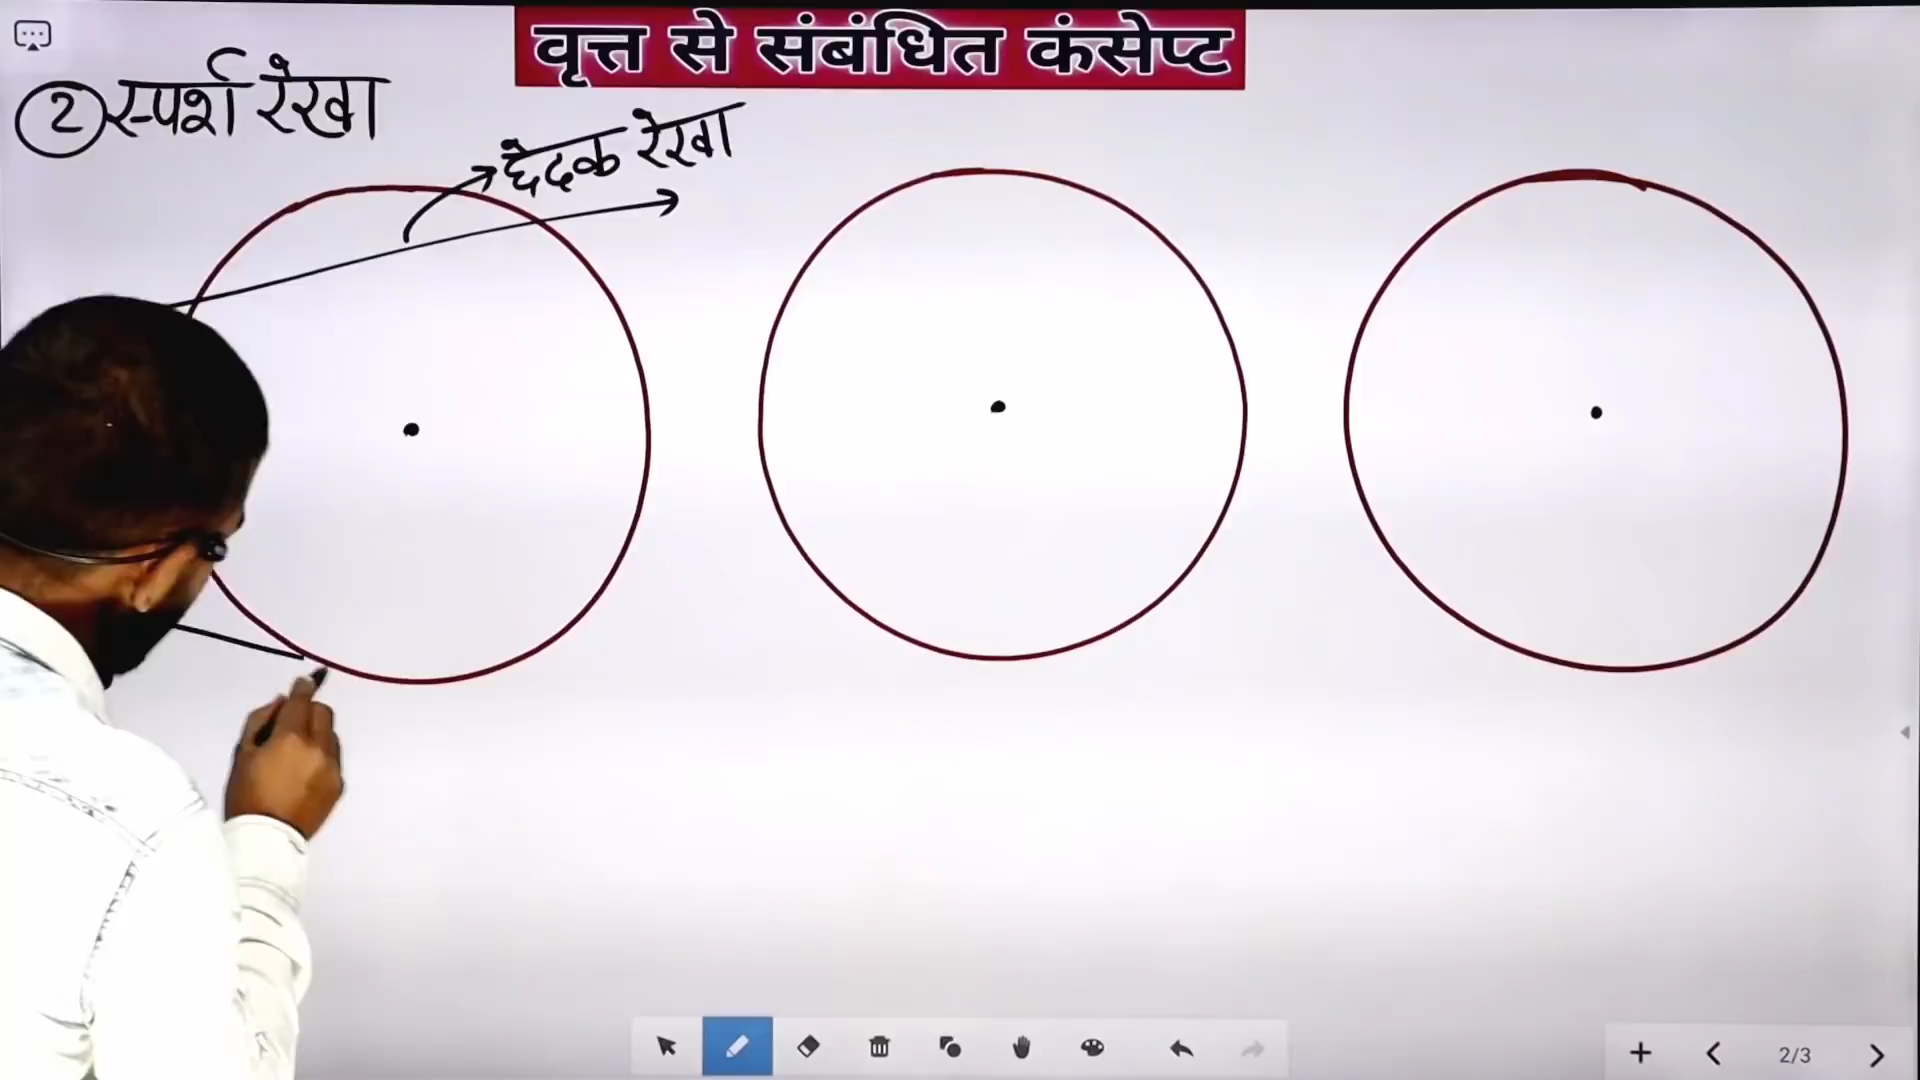 वृत्त से संबंधित कंसेप्ट
② स्पर्श रेखा
छेदक रेखा
2/3